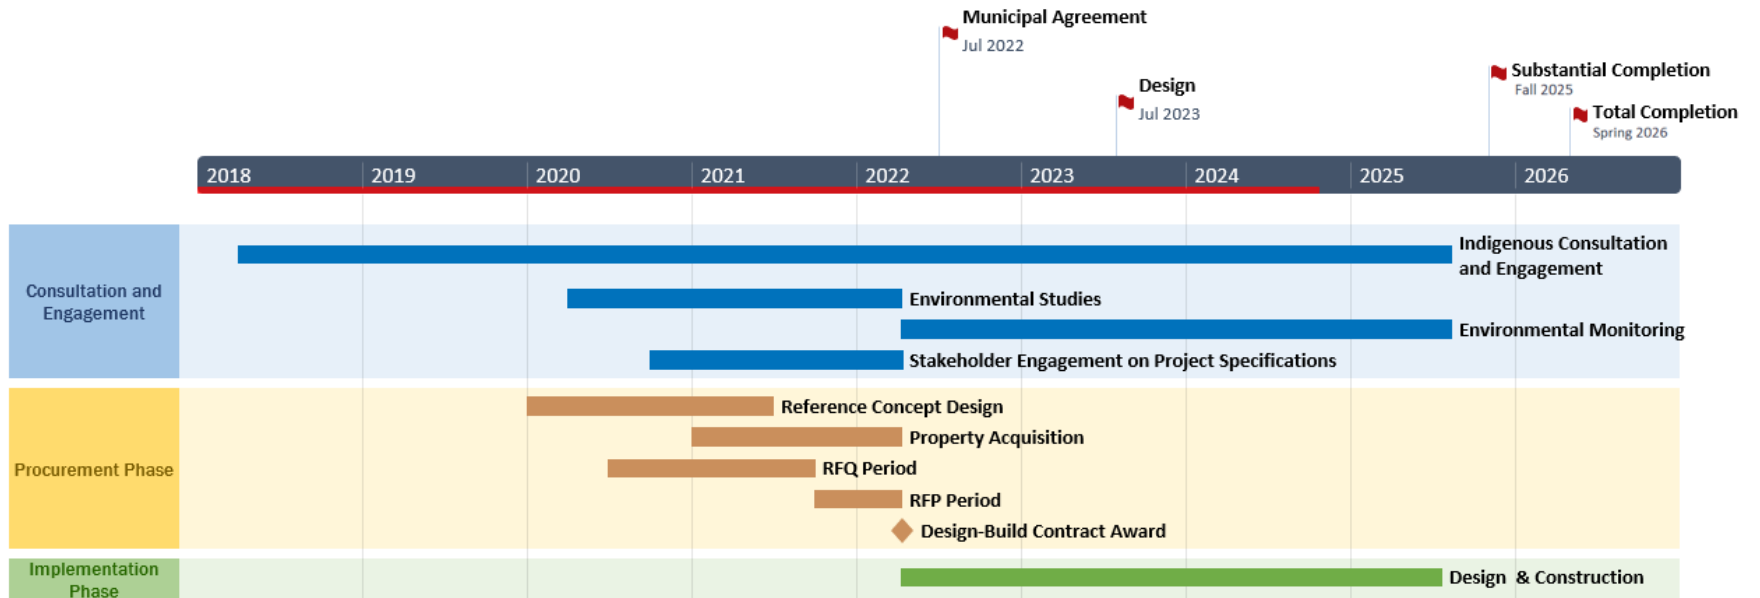 Municipal Agreement
Jul 2022
Substantial Completion
Fall 2025
Design
Jul 2023
Total Completion
Spring 2026
2018 2019 2020 2021 2022 2023 2024 2025 2026
Consultation and
Engagement
Indigenous Consultation
and Engagement
Environmental Studies
Environmental Monitoring
Stakeholder Engagement on Project Specifications
Procurement Phase
Reference Concept Design
Property Acquisition
RFQ Period
RFP Period
Design-Build Contract Award
Implementation
Phase
Design & Construction